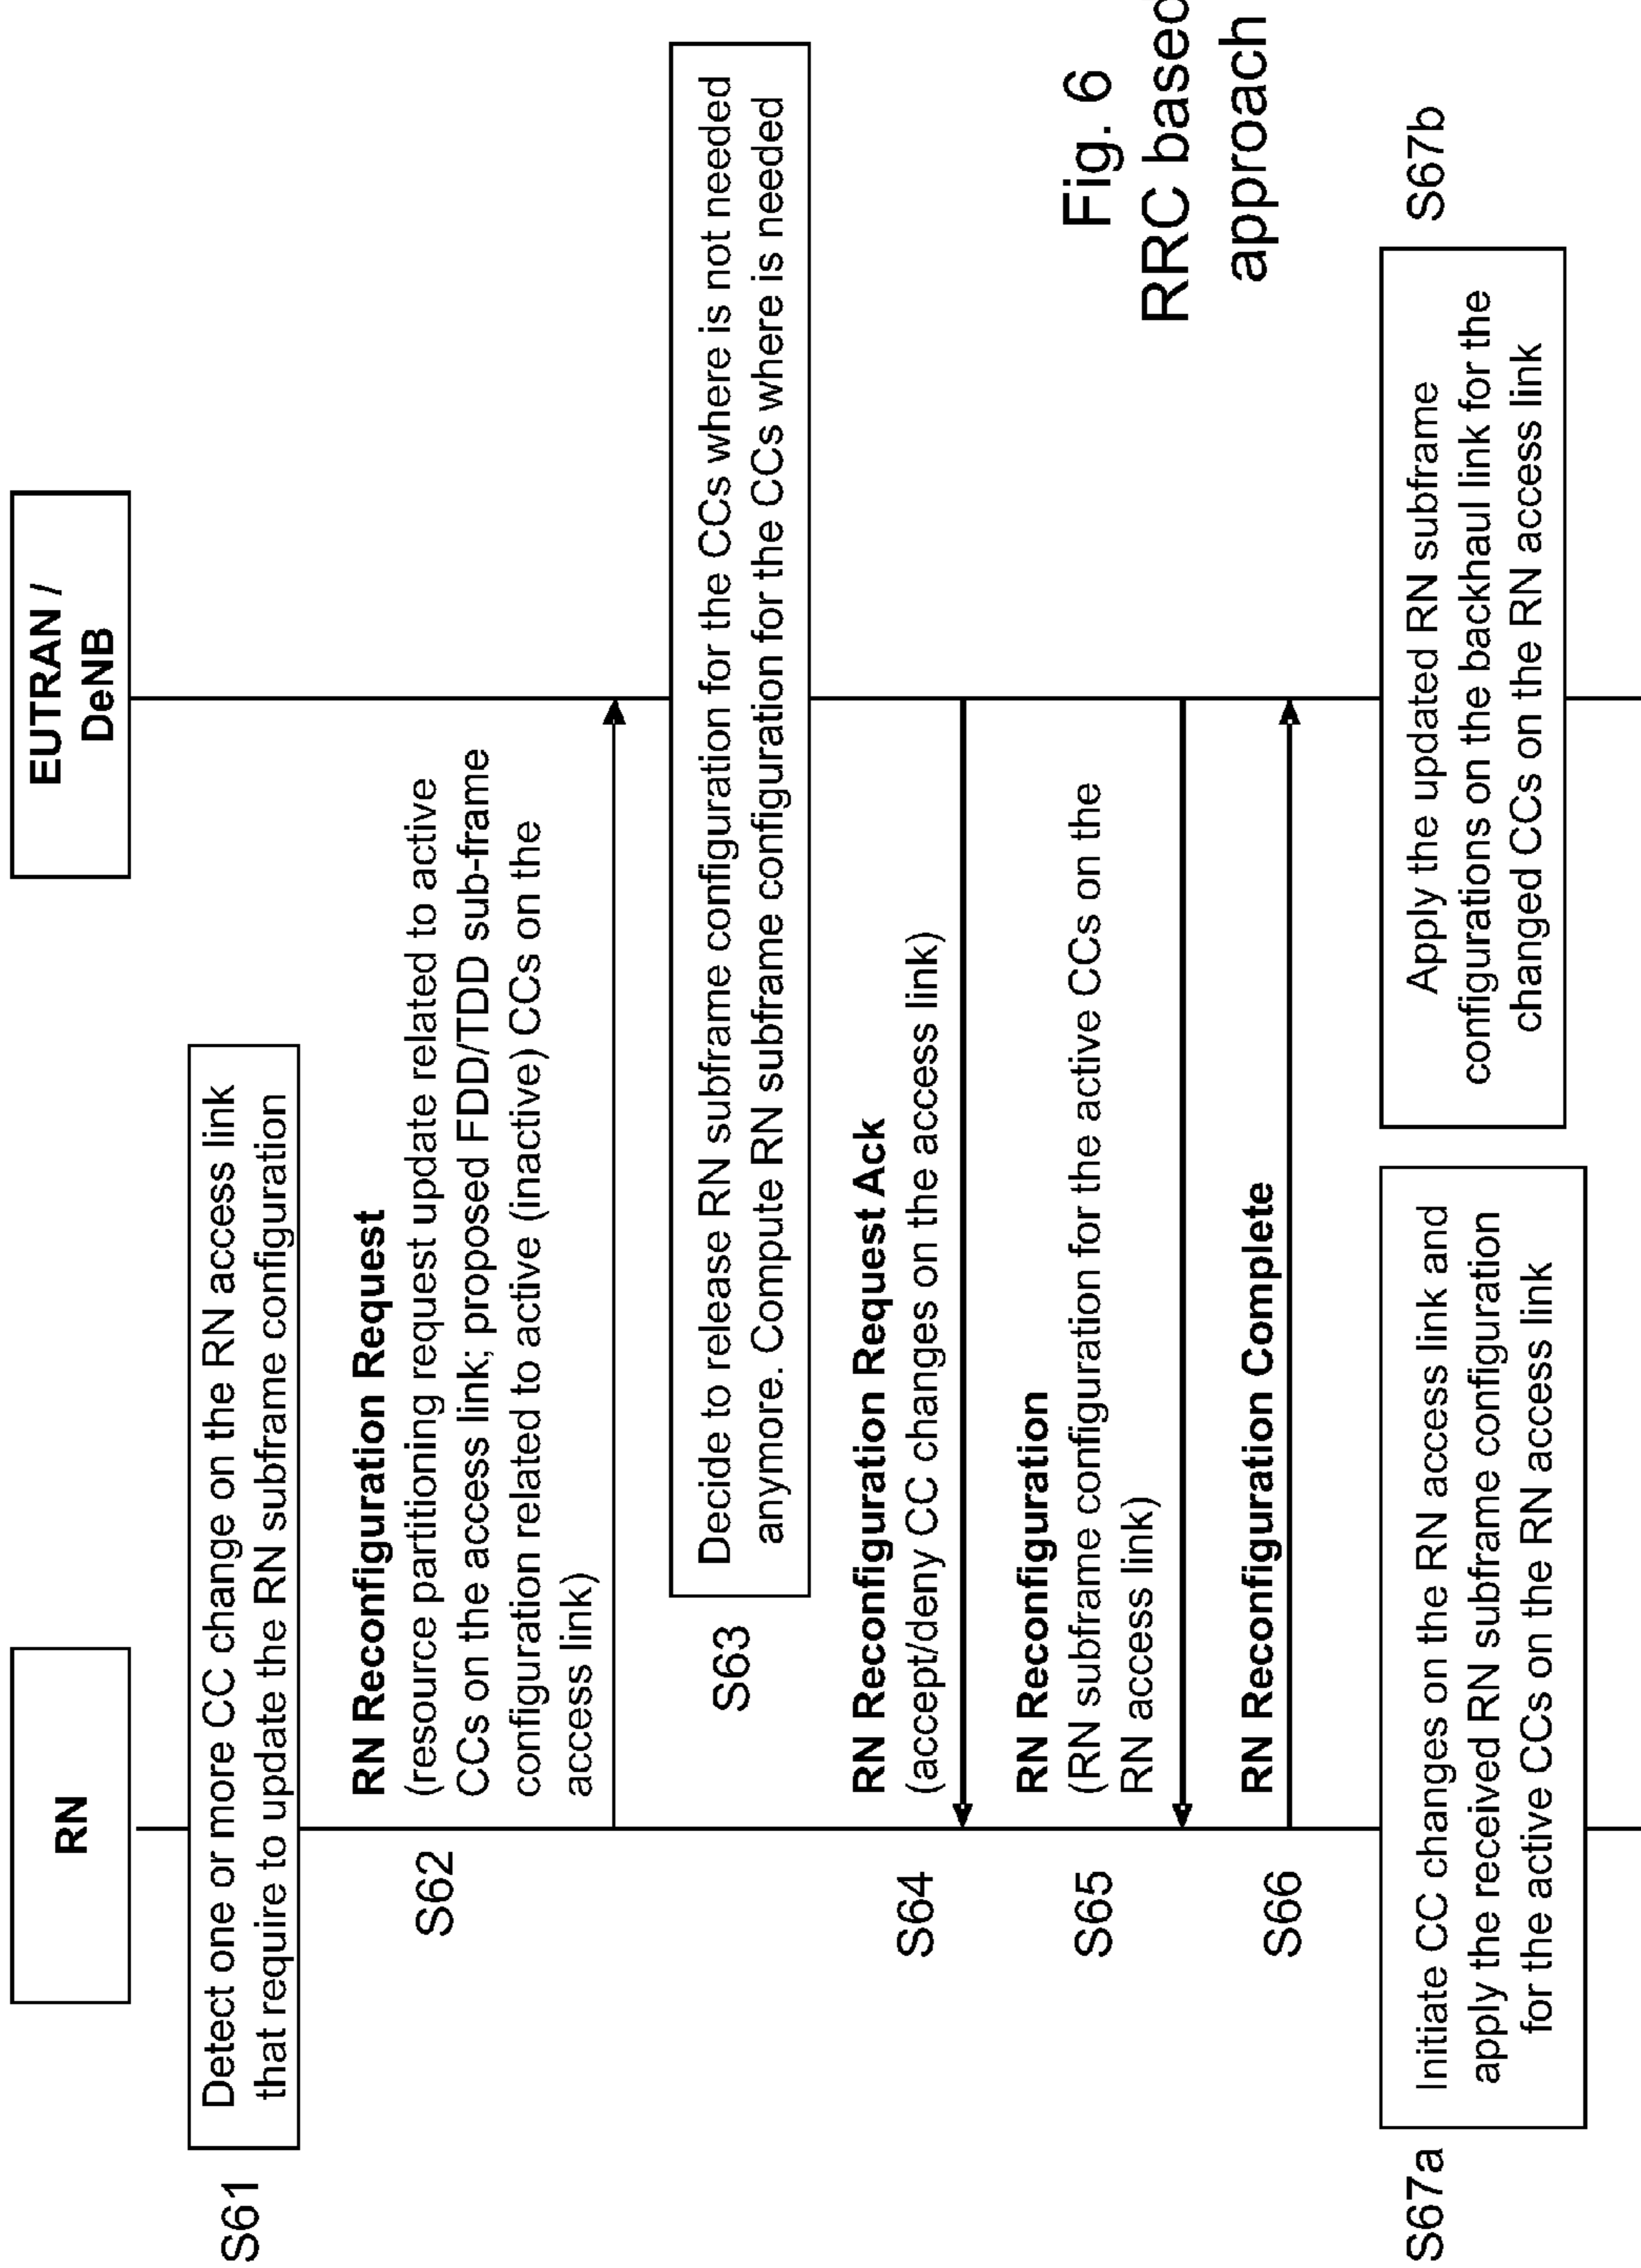 RN
EUTRAN /
DeNB
S61
Detect one or more CC change on the RN access link
that require to update the RN subframe configuration
S62
RN Reconfiguration Request
(resource partitioning request update related to active
CCs on the access link; proposed FDD/TDD sub-frame
configuration related to active (inactive) CCs on the
access link)
S63
Decide to release RN subframe configuration for the CCs where is not needed
anymore. Compute RN subframe configuration for the CCs where is needed
S64
RN Reconfiguration Request Ack
(accept/deny CC changes on the access link)
S65
RN Reconfiguration
(RN subframe configuration for the active CCs on the
RN access link)
S66
RN Reconfiguration Complete
S67a
Initiate CC changes on the RN access link and
apply the received RN subframe configuration
for the active CCs on the RN access link
Apply the updated RN subframe
configurations on the backhaul link for the
changed CCs on the RN access link
S67b
Fig. 6
RRC based
approach